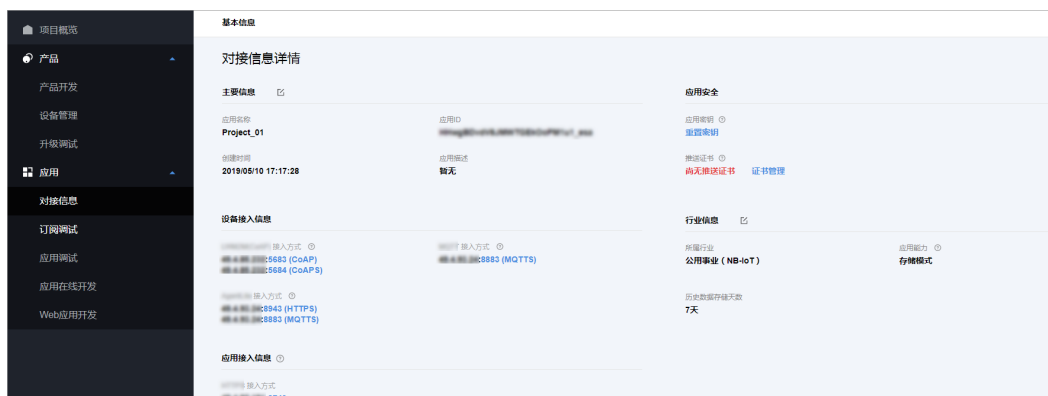 项目概览
产品
产品开发
设备管理
升级调试
应用
对接信息
订阅调试
应用调试
应用在线开发
Web应用开发
基本信息
对接信息详情
主要信息
应用名称
Project_01
应用ID
创建时间
2019/05/10 17:17:28
应用描述
暂无
应用安全
应用密钥
重置密钥
推送证书
尚无推送证书 证书管理
设备接入信息
接入方式
:5683 (CoAP)
:5684 (CoAPS)
接入方式
:8883 (MQTTS)
接入方式
:8943 (HTTPS)
:8883 (MQTTS)
行业信息
所属行业
公用事业（NB-IoT）
应用能力
存储模式
历史数据存储天数
7天
应用接入信息
接入方式